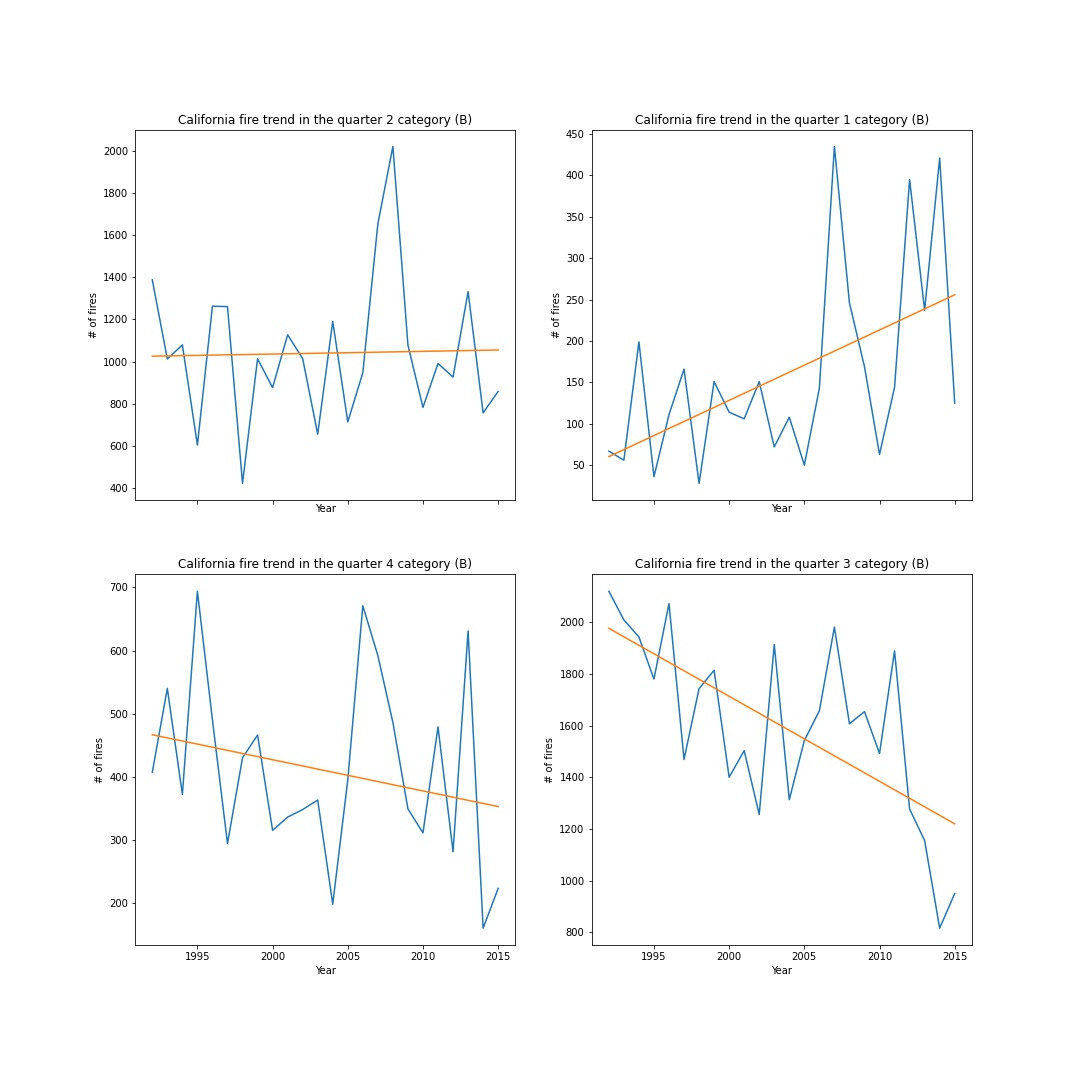 California fire trend in the quarter 2 category (B)
# of fires
2000
1800
1600
1400
1200
1000
800
600
400
Year
California fire trend in the quarter 1 category (B)
# of fires
450
400
350
300
250
200
150
100
50
Year
California fire trend in the quarter 4 category (B)
# of fires
700
600
500
400
300
200
1995 2000 2005 2010 2015
Year
California fire trend in the quarter 3 category (B)
# of fires
2000
1800
1600
1400
1200
1000
800
1995 2000 2005 2010 2015
Year